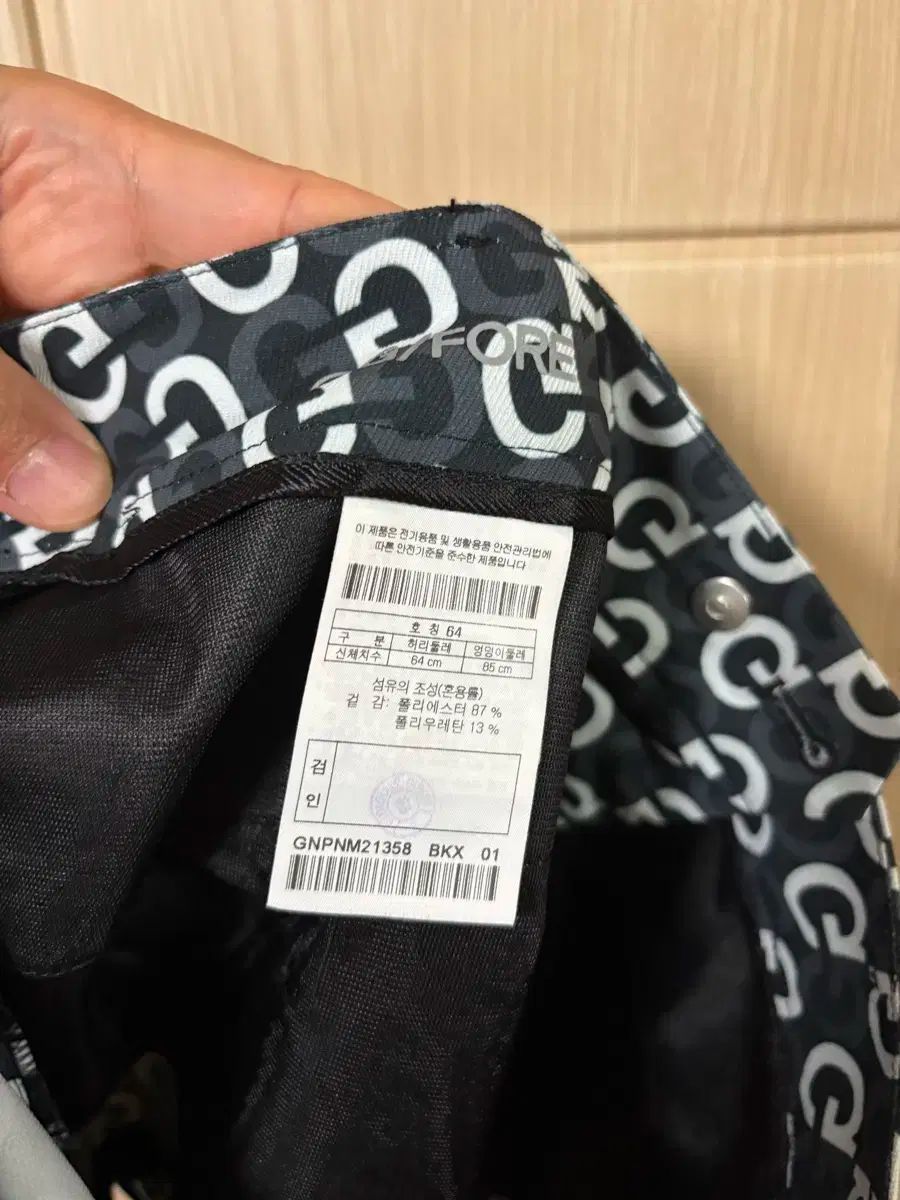 G/FORE
이 제품은 전기용품 및 생활용품 안전관리법에
따른 안전기준을 준수한 제품입니다
호 칭 64
구 분 허리둘레 엉덩이둘레
신체치수 64 cm 85 cm
섬유의 조성(혼용률)
겉 감: 폴리에스터 87 %
폴리우레탄 13 %
검
인
GNPNM21358 BKX 01